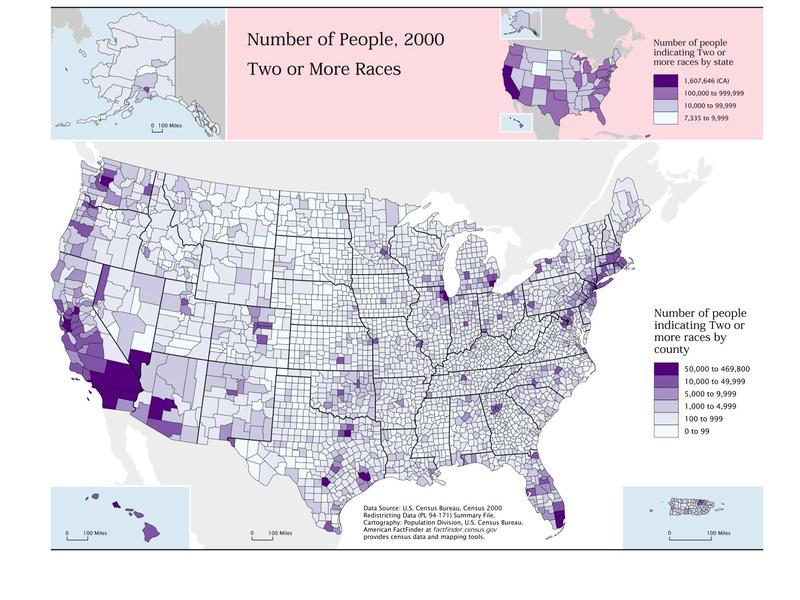 Number of People, 2000
Two or More Races
Number of people
indicating Two or
more races by state
1,607,646 (CA)
100,000 to 999,999
10,000 to 99,999
7,335 to 9,999
0 100 Miles
Number of people
indicating Two or
more races by
county
50,000 to 469,800
10,000 to 49,999
5,000 to 9,999
1,000 to 4,999
100 to 999
0 to 99
Data Source: U.S. Census Bureau, Census 2000
Redistricting Data (PL 94-171) Summary File.
Cartography: Population Division, U.S. Census Bureau.
American FactFinder at factfinder.census.gov
provides census data and mapping tools.
0 100 Miles
0 100 Miles
0 100 Miles